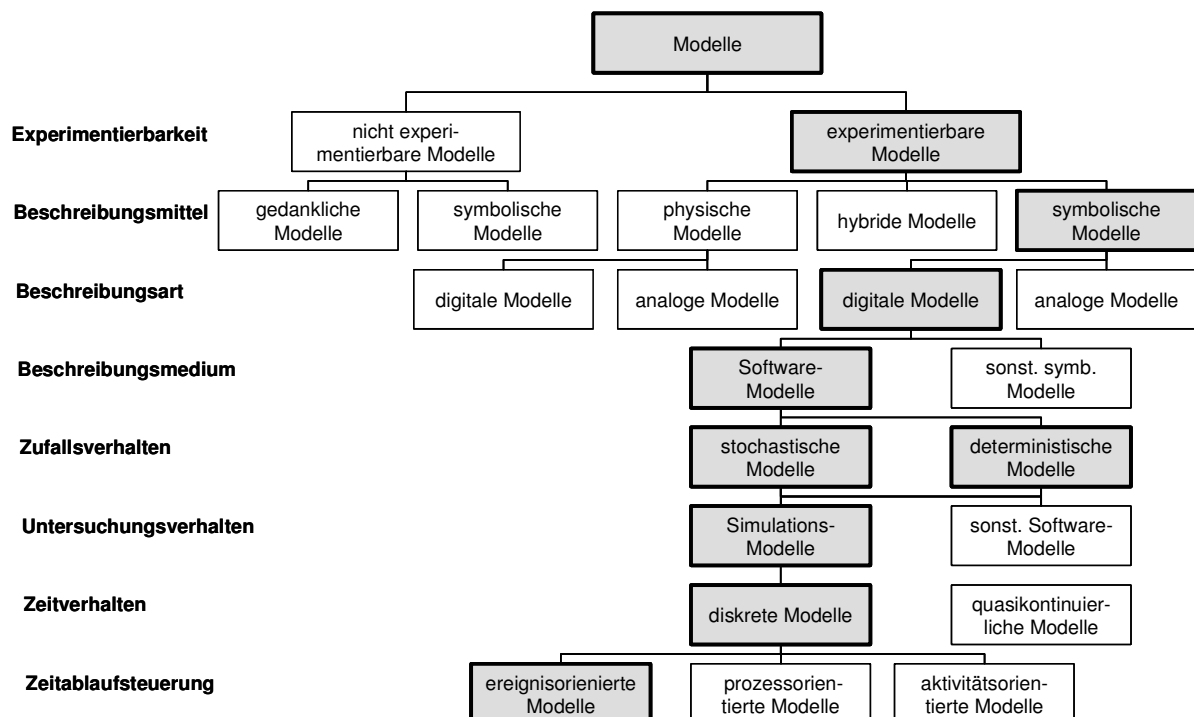 Modelle
Experimentierbarkeit
nicht experi-
mentierbare Modelle
experimentierbare
Modelle
Beschreibungsmittel
gedankliche
Modelle
symbolische
Modelle
physische
Modelle
hybride Modelle
symbolische
Modelle
Beschreibungsart
digitale Modelle
analoge Modelle
digitale Modelle
analoge Modelle
Beschreibungsmedium
Software-
Modelle
sonst. symb.
Modelle
Zufallsverhalten
stochastische
Modelle
deterministische
Modelle
Untersuchungsverhalten
Simulations-
Modelle
sonst. Software-
Modelle
Zeitverhalten
diskrete Modelle
quasikontinuier-
liche Modelle
Zeitablaufsteuerung
ereignisorienierte
Modelle
prozessorien-
tierte Modelle
aktivitätsorien-
tierte Modelle